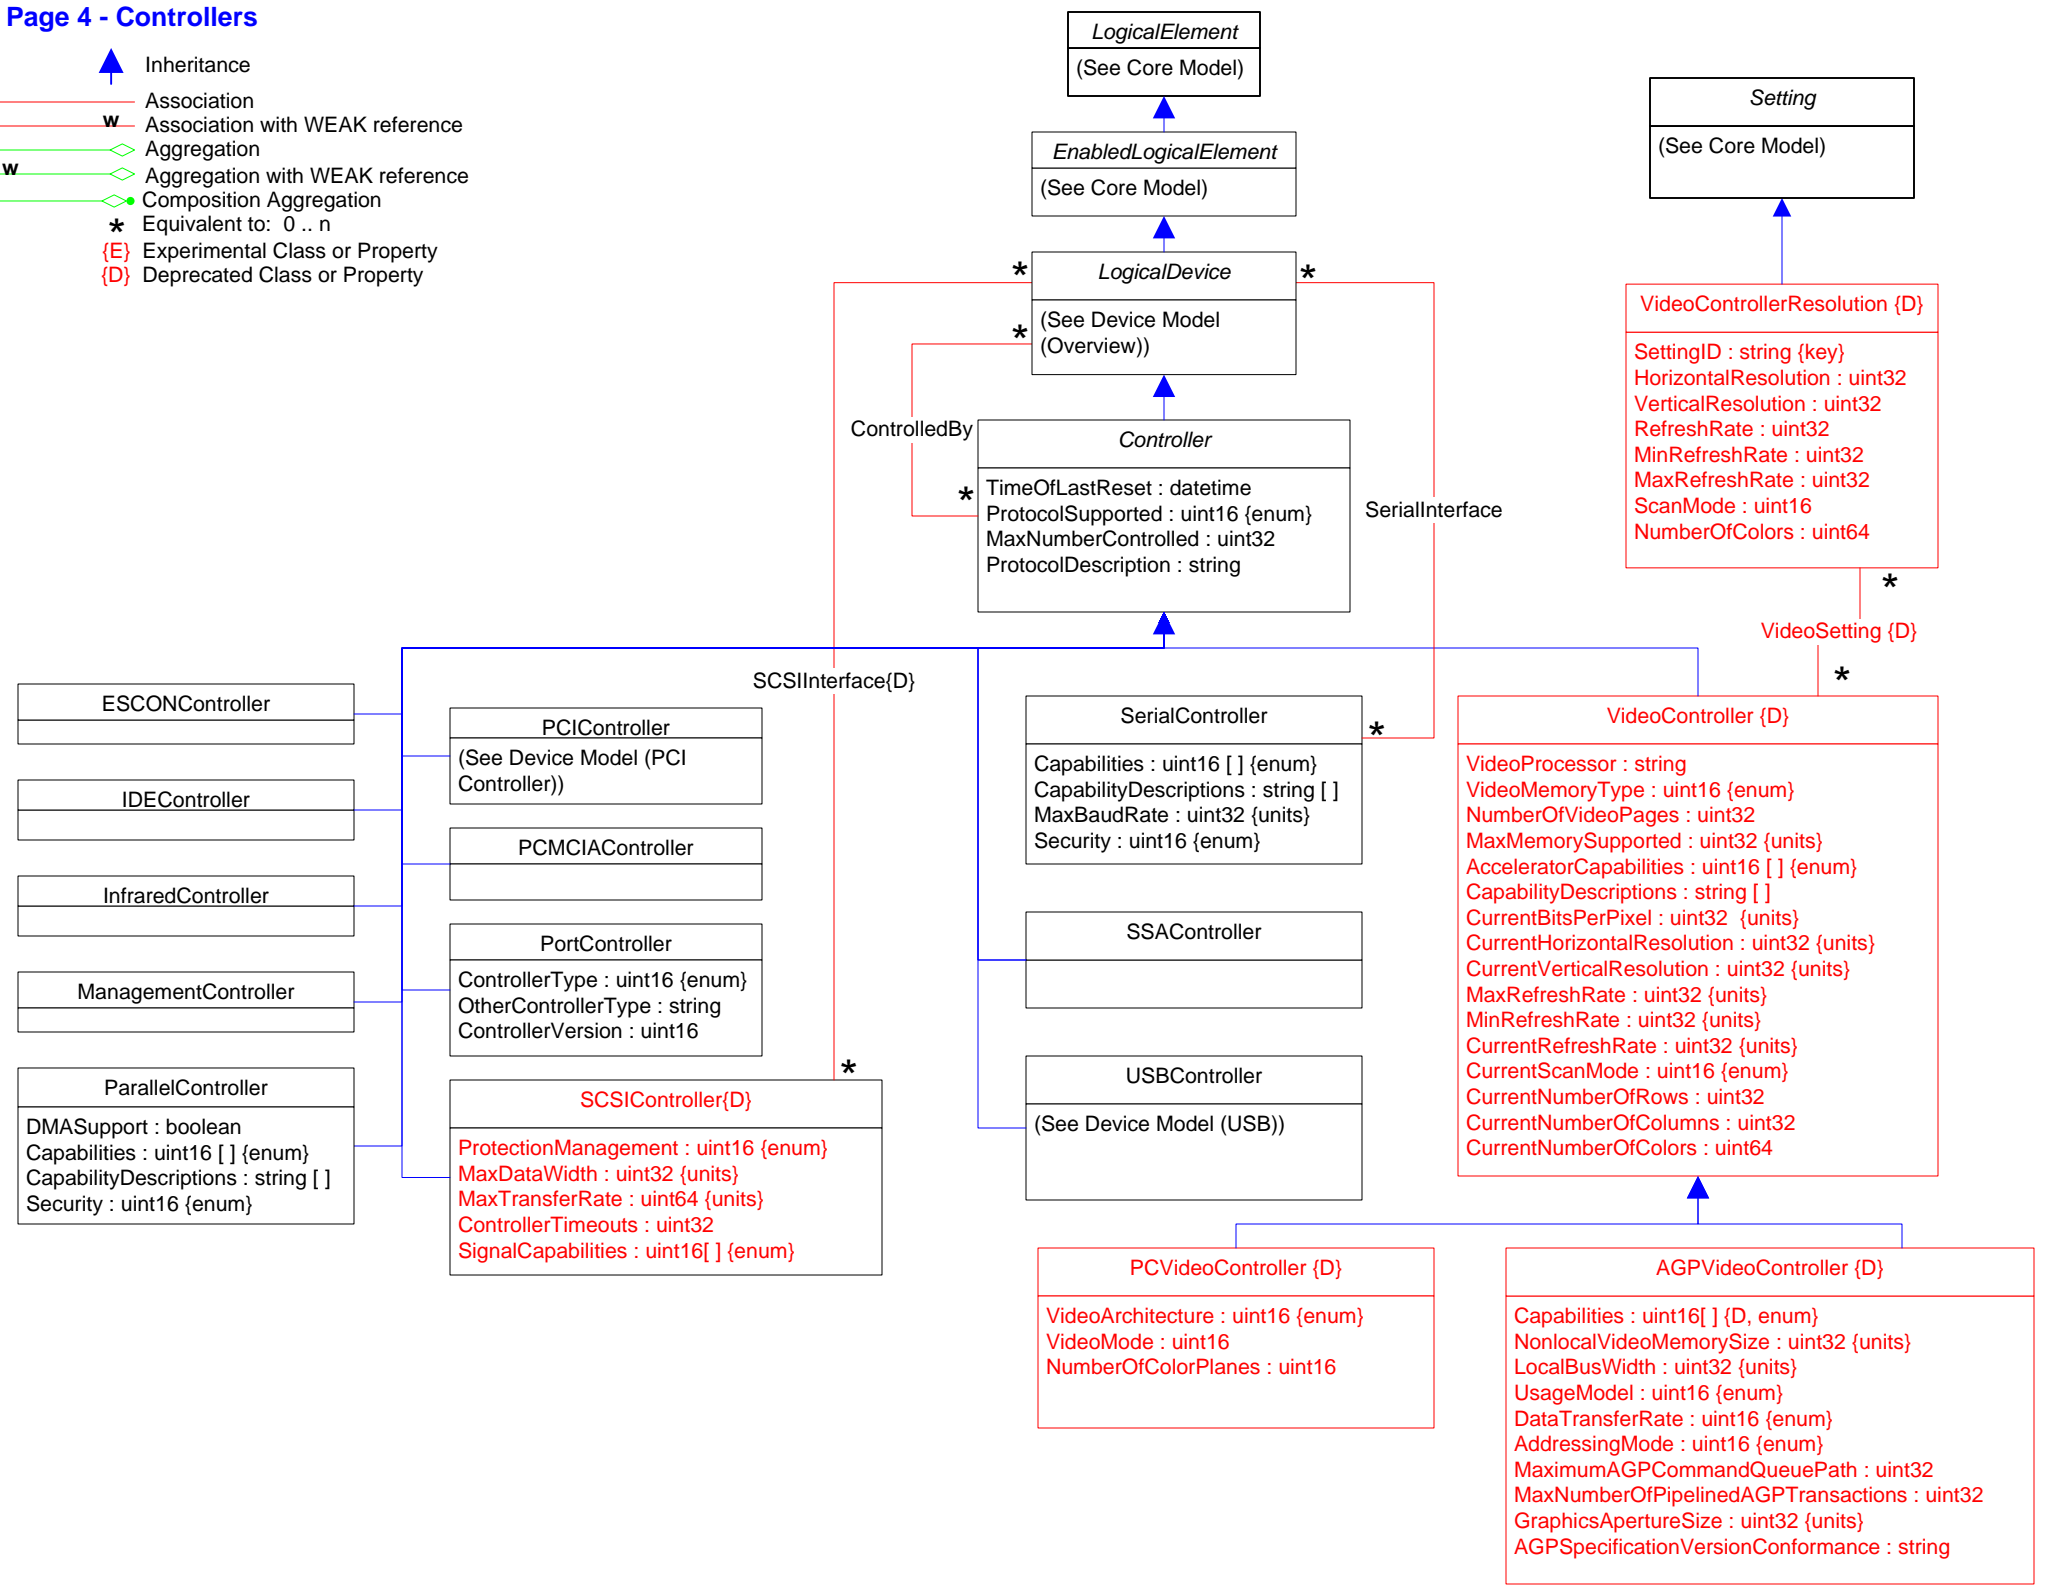 Page 4 - Controllers
Inheritance
Association
w
Association with WEAK reference
Aggregation
w
Aggregation with WEAK reference
Composition Aggregation
* Equivalent to: 0 .. n
{E} Experimental Class or Property
{D} Deprecated Class or Property
LogicalElement
(See Core Model)
EnabledLogicalElement
(See Core Model)
*
LogicalDevice
*
(See Device Model
(Overview))
*
ControlledBy
*
Controller
TimeOfLastReset : datetime
ProtocolSupported : uint16 {enum}
MaxNumberControlled : uint32
ProtocolDescription : string
SerialInterface
Setting
(See Core Model)
VideoControllerResolution {D}
SettingID : string {key}
HorizontalResolution : uint32
VerticalResolution : uint32
RefreshRate : uint32
MinRefreshRate : uint32
MaxRefreshRate : uint32
ScanMode : uint16
NumberOfColors : uint64
*
VideoSetting {D}
*
SCSIInterface{D}
ESCONController
IDEController
InfraredController
ManagementController
ParallelController
DMASupport : boolean
Capabilities : uint16 [ ] {enum}
CapabilityDescriptions : string [ ]
Security : uint16 {enum}
PCIController
(See Device Model (PCI
Controller))
PCMCIAController
PortController
ControllerType : uint16 {enum}
OtherControllerType : string
ControllerVersion : uint16
*
SCSIController{D}
ProtectionManagement : uint16 {enum}
MaxDataWidth : uint32 {units}
MaxTransferRate : uint64 {units}
ControllerTimeouts : uint32
SignalCapabilities : uint16[ ] {enum}
SerialController
*
Capabilities : uint16 [ ] {enum}
CapabilityDescriptions : string [ ]
MaxBaudRate : uint32 {units}
Security : uint16 {enum}
SSAController
USBController
(See Device Model (USB))
VideoController {D}
VideoProcessor : string
VideoMemoryType : uint16 {enum}
NumberOfVideoPages : uint32
MaxMemorySupported : uint32 {units}
AcceleratorCapabilities : uint16 [ ] {enum}
CapabilityDescriptions : string [ ]
CurrentBitsPerPixel : uint32 {units}
CurrentHorizontalResolution : uint32 {units}
CurrentVerticalResolution : uint32 {units}
MaxRefreshRate : uint32 {units}
MinRefreshRate : uint32 {units}
CurrentRefreshRate : uint32 {units}
CurrentScanMode : uint16 {enum}
CurrentNumberOfRows : uint32
CurrentNumberOfColumns : uint32
CurrentNumberOfColors : uint64
PCVideoController {D}
VideoArchitecture : uint16 {enum}
VideoMode : uint16
NumberOfColorPlanes : uint16
AGPVideoController {D}
Capabilities : uint16[ ] {D, enum}
NonlocalVideoMemorySize : uint32 {units}
LocalBusWidth : uint32 {units}
UsageModel : uint16 {enum}
DataTransferRate : uint16 {enum}
AddressingMode : uint16 {enum}
MaximumAGPCommandQueuePath : uint32
MaxNumberOfPipelinedAGPTransactions : uint32
GraphicsApertureSize : uint32 {units}
AGPSpecificationVersionConformance : string